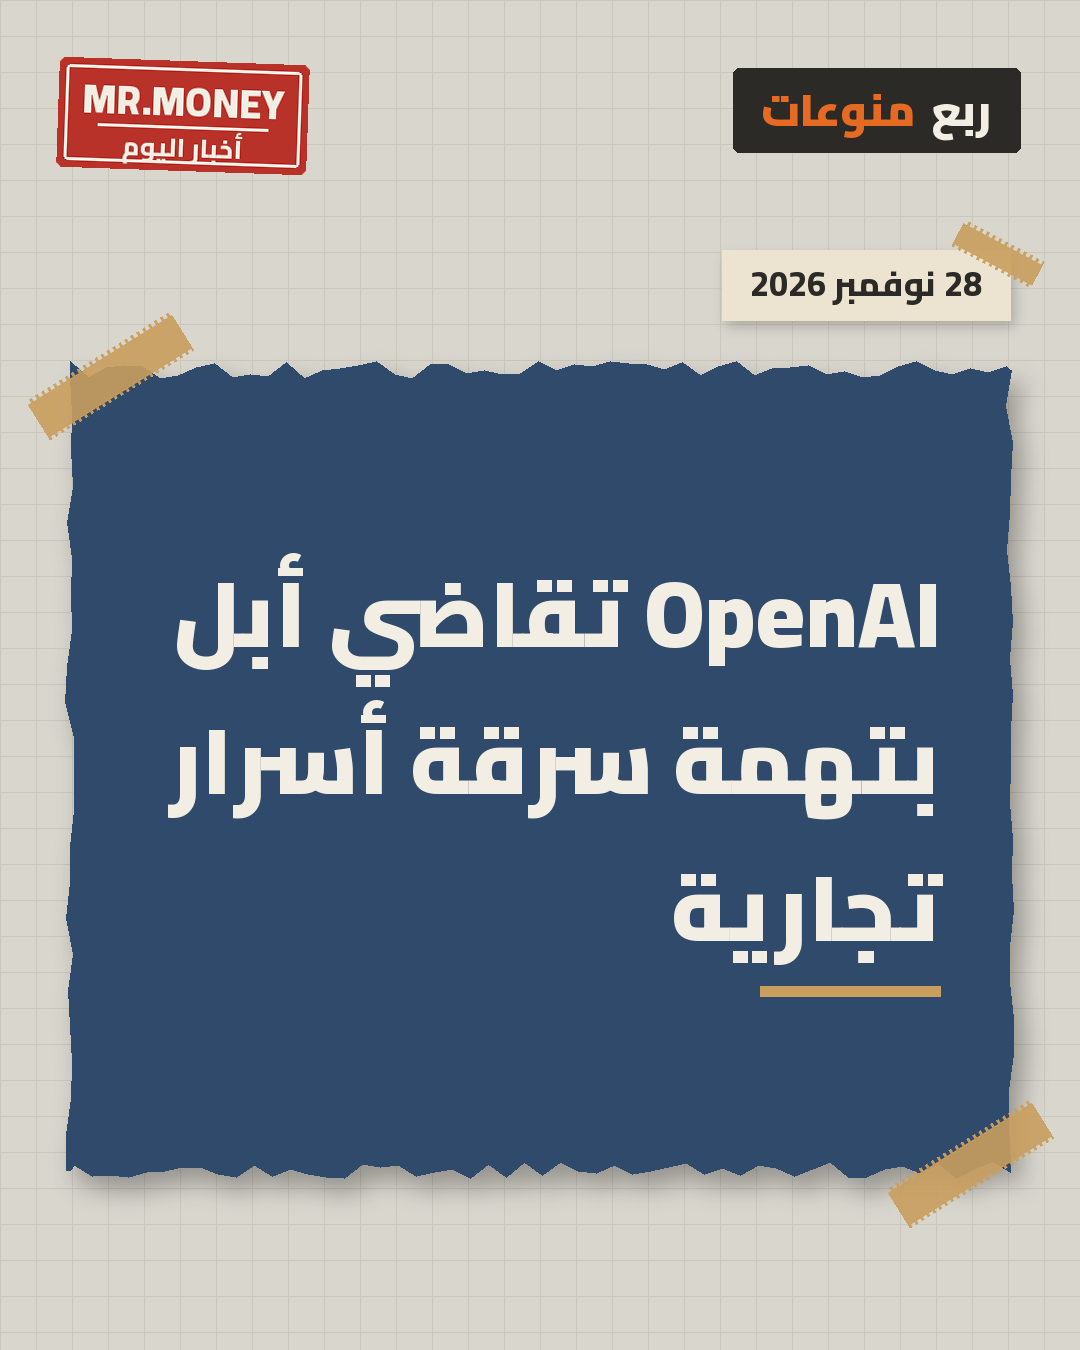 ربع منوعات
MR.MONEY
أخبار اليوم
28 نوفمبر 2026
OpenAI تقاضي أبل
بتهمة سرقة أسرار
تجارية